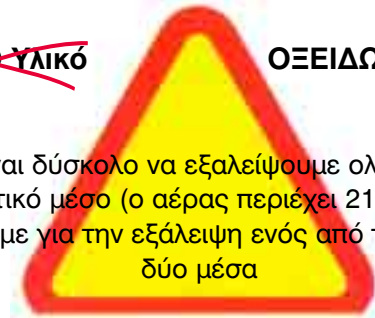 Υλικό ΟΞΕΙΔΩ
αι δύσκολο να εξαλείψουμε ολ
τικό μέσο (ο αέρας περιέχει 21
με για την εξάλειψη ενός από τ
δύο μέσα